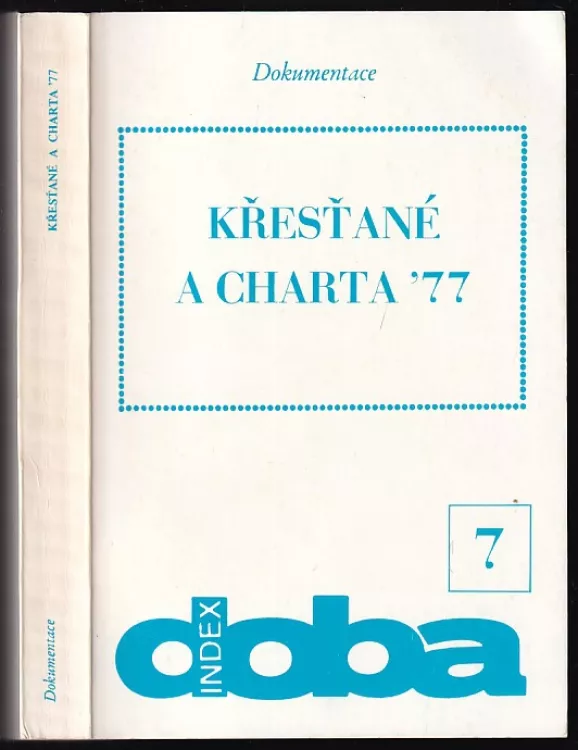 Dokumentace
KŘESŤANÉ
A CHARTA '77
7
INDEX
doba
KŘESŤANÉ A CHARTA '77
Dokumentace